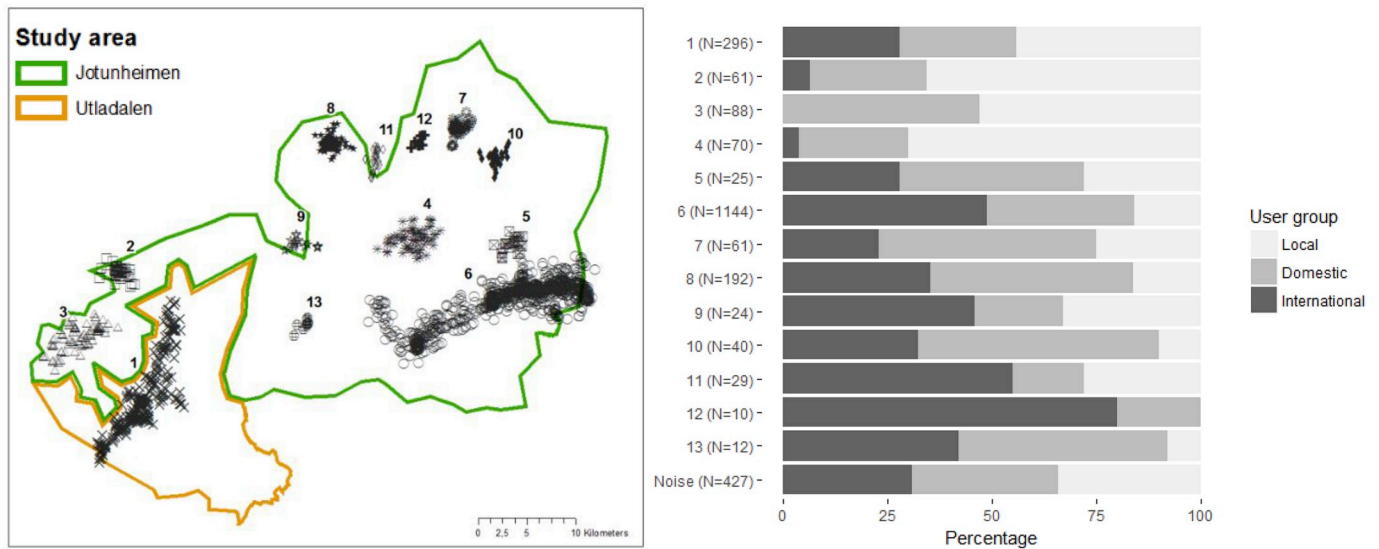 Study area
Jotunheimen
Utladalen
8
11
12
7
10
9
4
5
2
6
3
13
1
0 2,5 5 10 Kilometers
1 (N=296)
2 (N=61)
3 (N=88)
4 (N=70)
5 (N=25)
6 (N=1144)
7 (N=61)
8 (N=192)
9 (N=24)
10 (N=40)
11 (N=29)
12 (N=10)
13 (N=12)
Noise (N=427)
0 25 50 75 100
Percentage
User group
Local
Domestic
International